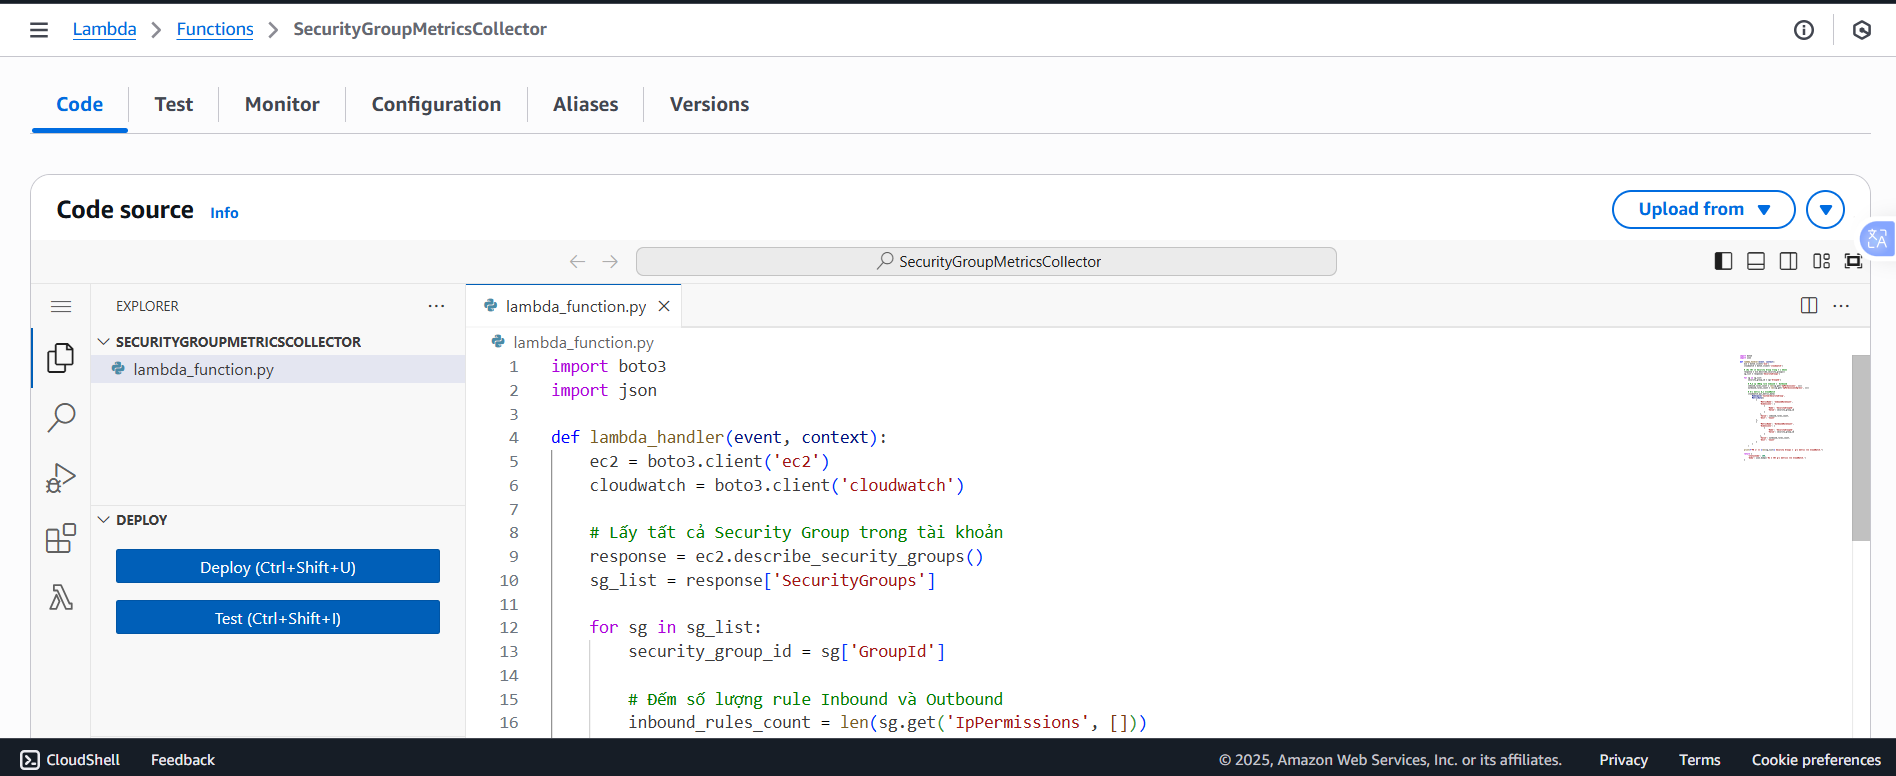 Lambda > Functions > SecurityGroupMetricsCollector
Code
Test
Monitor
Configuration
Aliases
Versions
Code source Info
Upload from
SecurityGroupMetricsCollector
EXPLORER
lambda_function.py
SECURITYGROUPMETRICSCOLLECTOR
lambda_function.py
DEPLOY
Deploy (Ctrl+Shift+U)
Test (Ctrl+Shift+I)
lambda_function.py
1 import boto3
2 import json
3
4 def lambda_handler(event, context):
5 ec2 = boto3.client('ec2')
6 cloudwatch = boto3.client('cloudwatch')
7
8 # Lấy tất cả Security Group trong tài khoản
9 response = ec2.describe_security_groups()
10 sg_list = response['SecurityGroups']
11
12 for sg in sg_list:
13 security_group_id = sg['GroupId']
14
15 # Đếm số lượng rule Inbound và Outbound
16 inbound_rules_count = len(sg.get('IpPermissions', []))
CloudShell
Feedback
© 2025, Amazon Web Services, Inc. or its affiliates.
Privacy
Terms
Cookie preferences